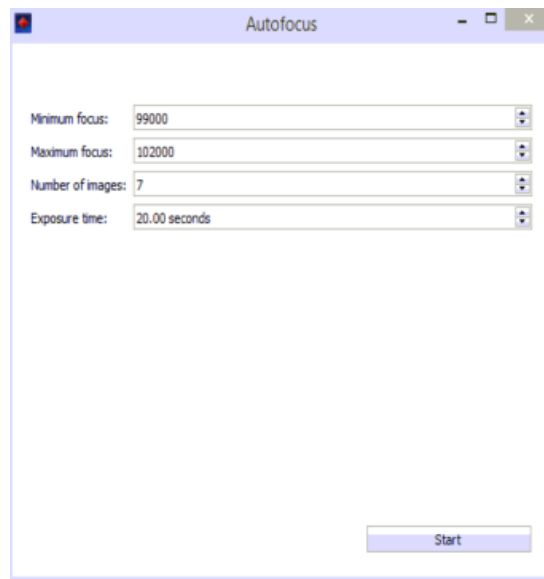 Autofocus
Minimum focus: 99000
Maximum focus: 102000
Number of images: 7
Exposure time: 20.00 seconds
Start